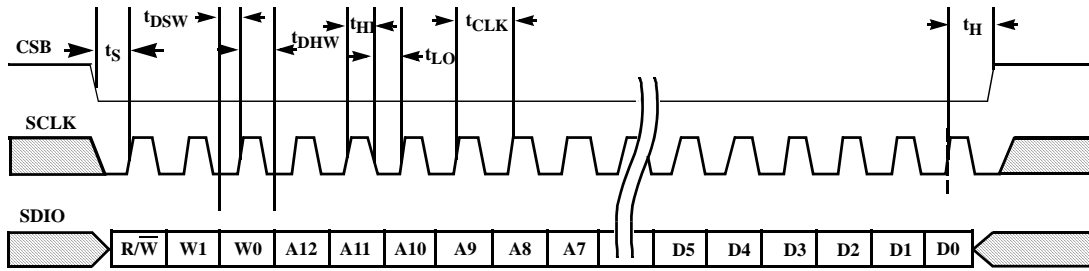 tDSW tHI tCLK tH
CSB tS tDHW tLO
SCLK
SDIO
R/W̅ W1 W0 A12 A11 A10 A9 A8 A7 D5 D4 D3 D2 D1 D0